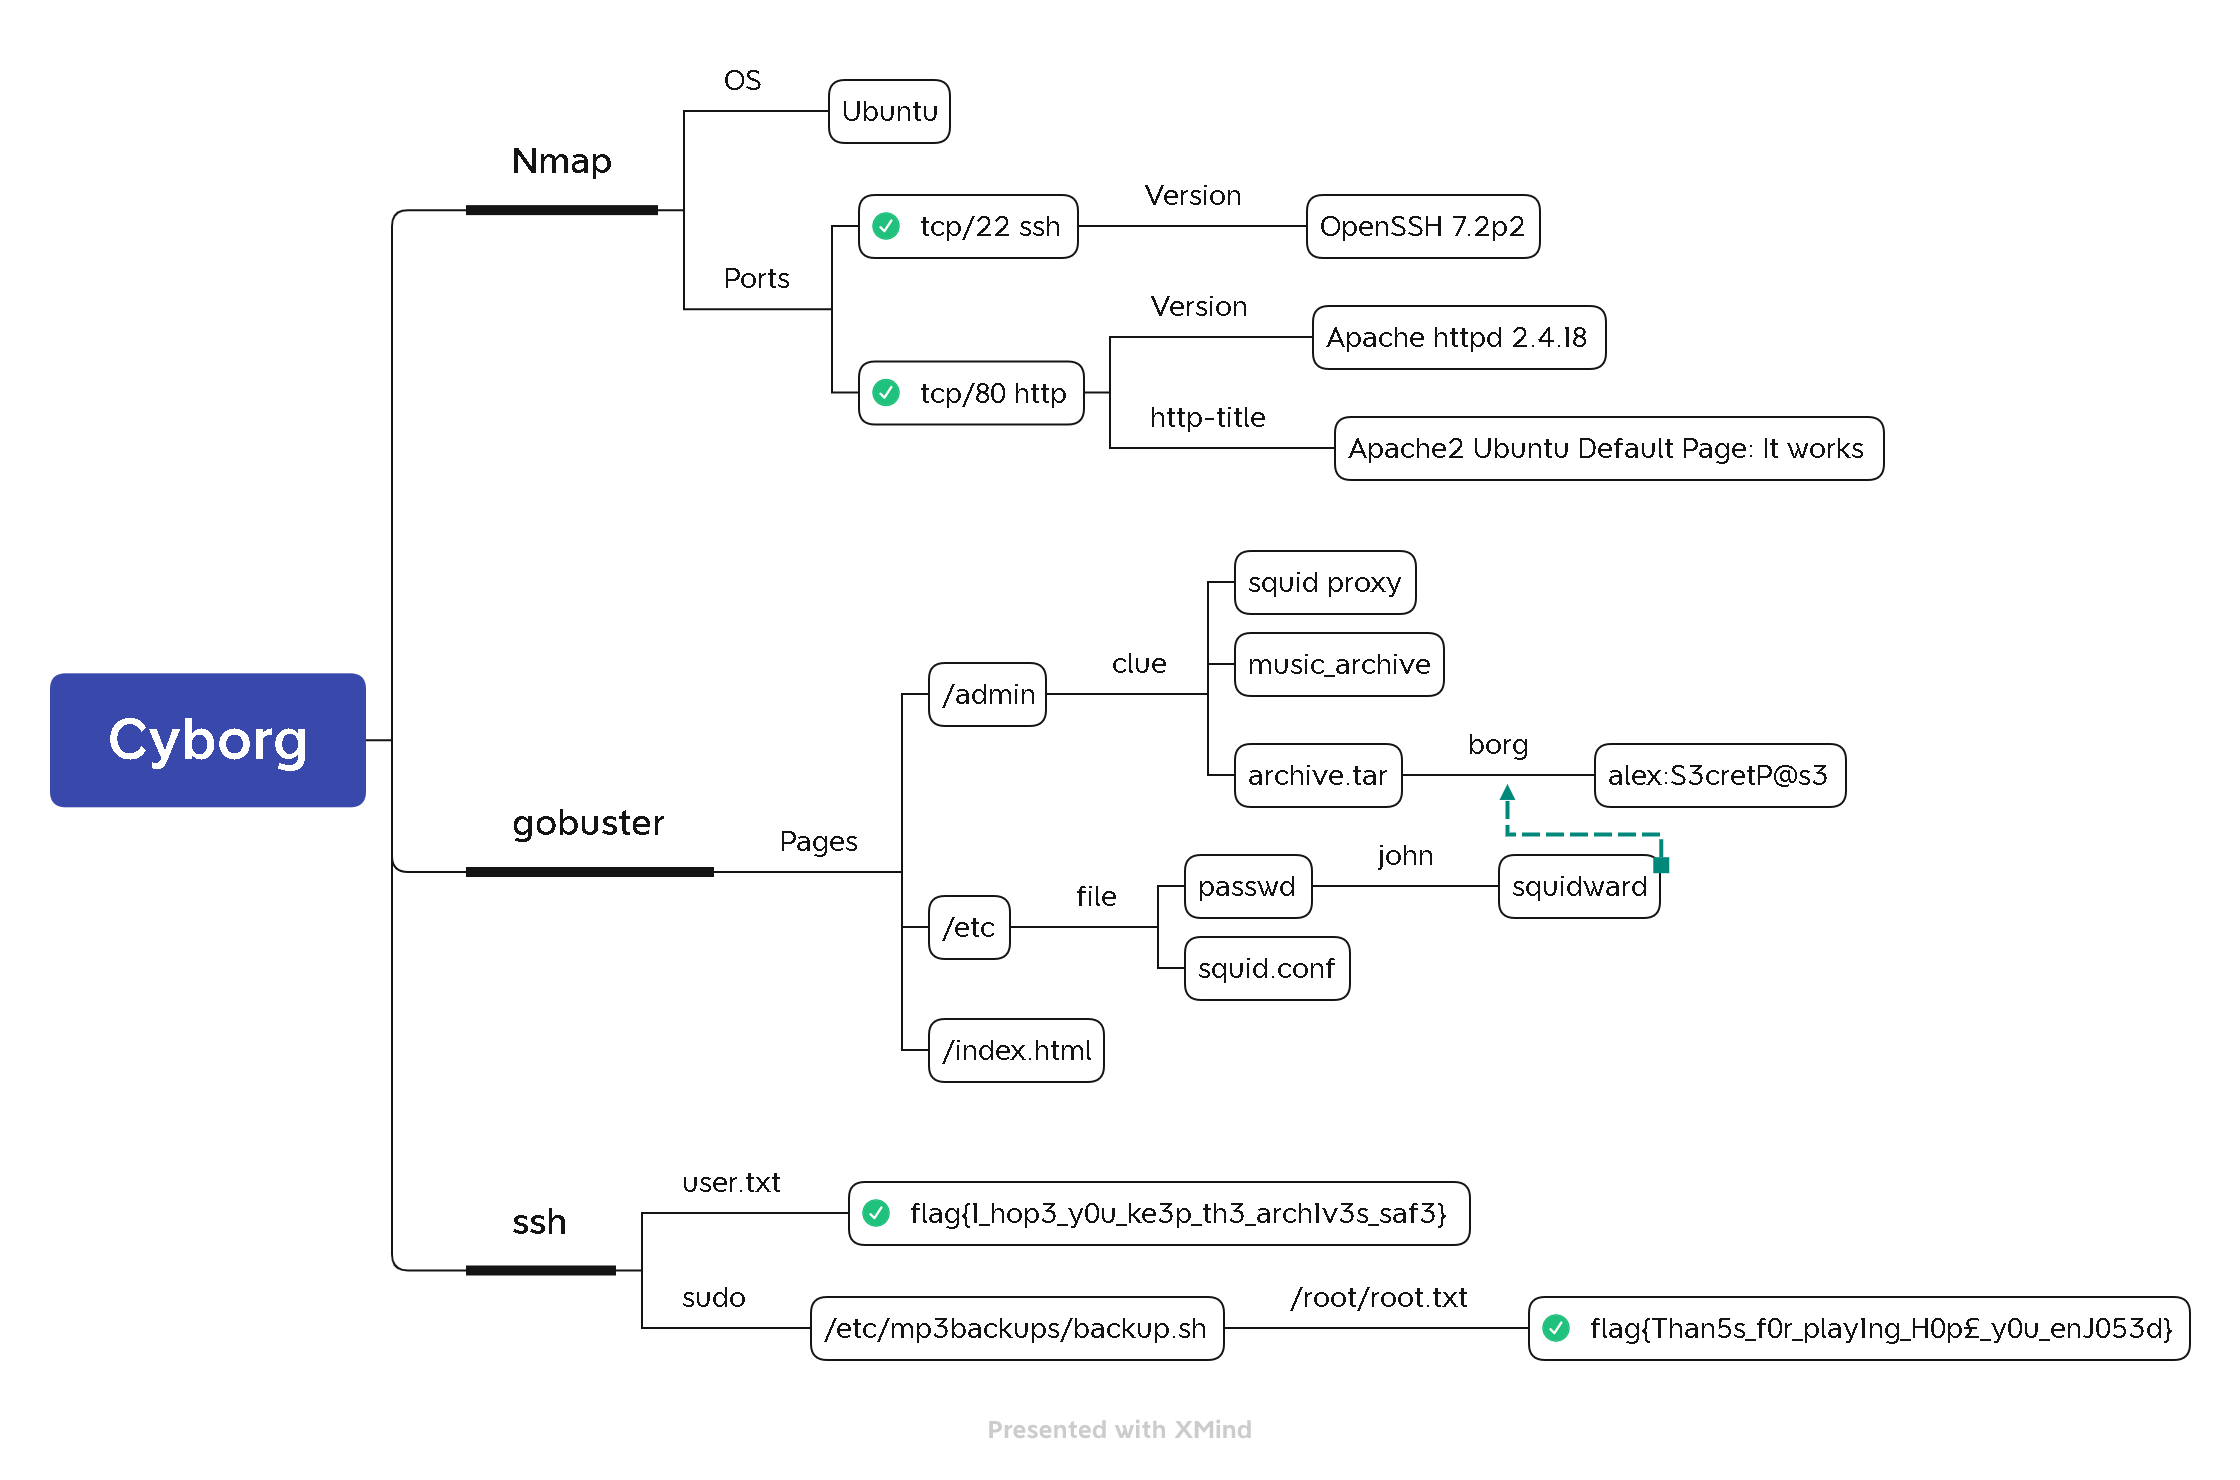 OS
Ubuntu
Nmap
Version
tcp/22 ssh
OpenSSH 7.2p2
Ports
Version
Apache httpd 2.4.18
tcp/80 http
http-title
Apache2 Ubuntu Default Page: It works
squid proxy
clue
music_archive
/admin
borg
archive.tar
alex:S3cretP@s3
Cyborg
gobuster
Pages
john
passwd
squidward
file
/etc
squid.conf
/index.html
user.txt
flag{1_hop3_y0u_ke3p_th3_arch1v3s_saf3}
ssh
sudo
/etc/mp3backups/backup.sh
/root/root.txt
flag{Than5s_f0r_play1ng_H0p£_y0u_enJ053d}
Presented with XMind